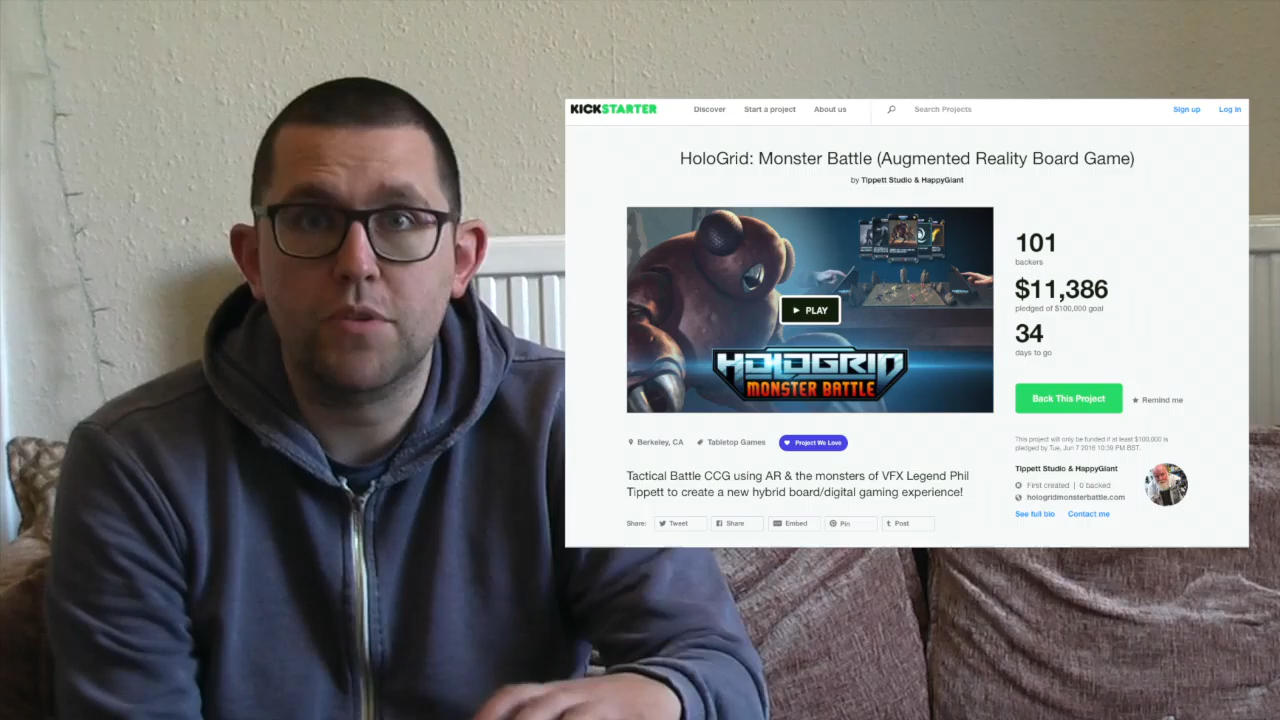 KICKSTARTER
Discover
Start a project
About us
Search Projects
Sign up
Log in
HoloGrid: Monster Battle (Augmented Reality Board Game)
by Tippett Studio & HappyGiant
PLAY
HOLOGRID
MONSTER BATTLE
101
backers
$11,386
pledged of $100,000 goal
34
days to go
Back This Project
Remind me
Berkeley, CA
Tabletop Games
Project We Love
This project will only be funded if at least $100,000 is
pledged by Tue, Jun 7 2016 10:39 PM BST.
Tactical Battle CCG using AR & the monsters of VFX Legend Phil
Tippett to create a new hybrid board/digital gaming experience!
Tippett Studio & HappyGiant
First created | 0 backed
hologridmonsterbattle.com
See full bio
Contact me
Share:
Tweet
Share
Embed
Pin
Post